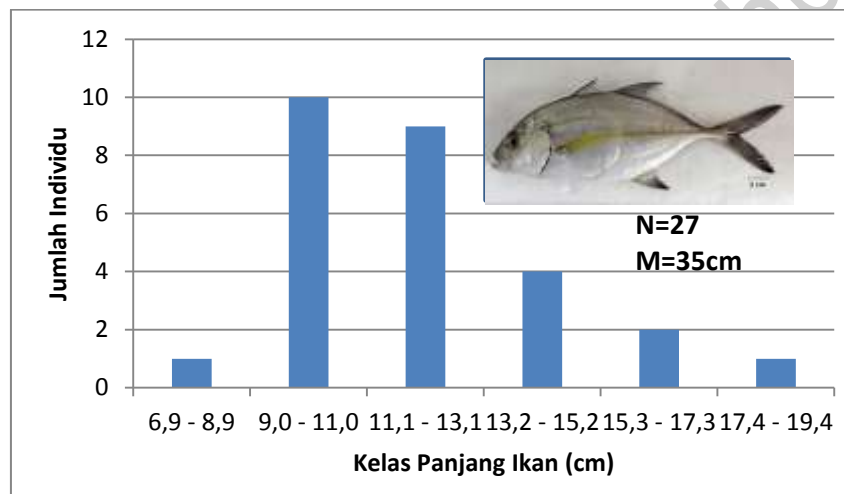 12
10
8
6
4
2
0
Jumlah Individu
N=27
M=35cm
6,9 - 8,9 9,0 - 11,0 11,1 - 13,1 13,2 - 15,2 15,3 - 17,3 17,4 - 19,4
Kelas Panjang Ikan (cm)